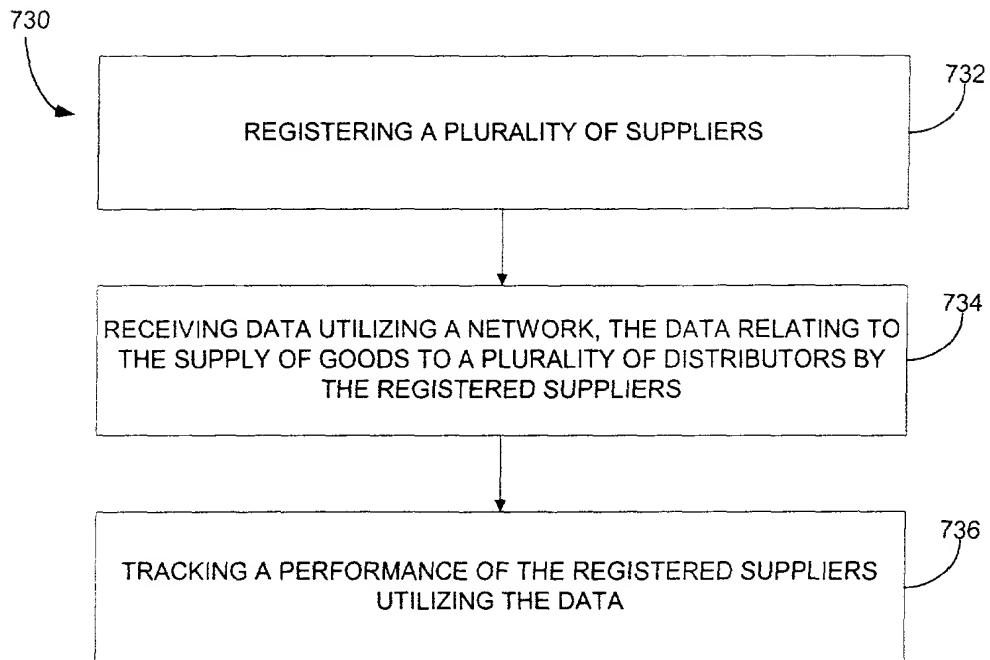 730
732
REGISTERING A PLURALITY OF SUPPLIERS
734
RECEIVING DATA UTILIZING A NETWORK, THE DATA RELATING TO
THE SUPPLY OF GOODS TO A PLURALITY OF DISTRIBUTORS BY
THE REGISTERED SUPPLIERS
736
TRACKING A PERFORMANCE OF THE REGISTERED SUPPLIERS
UTILIZING THE DATA